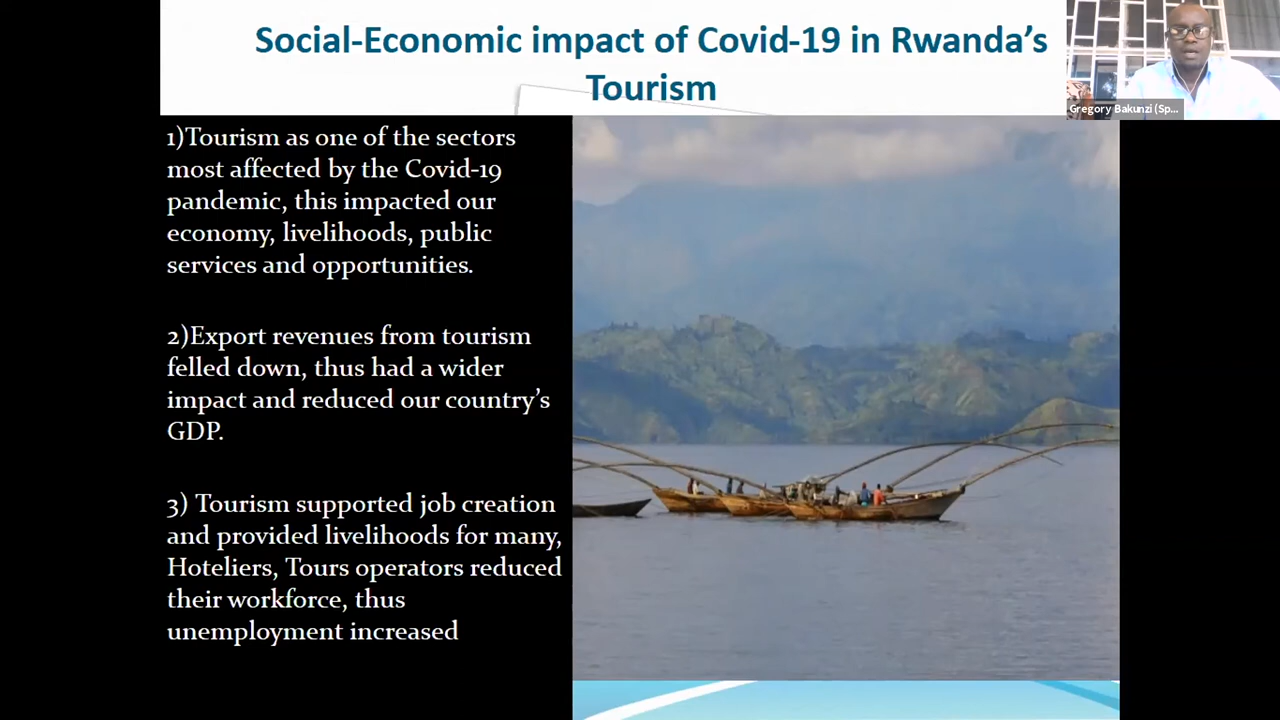 Social-Economic impact of Covid-19 in Rwanda’s
Tourism
Gregory Bakunzi (Sp...
1)Tourism as one of the sectors
most affected by the Covid-19
pandemic, this impacted our
economy, livelihoods, public
services and opportunities.
2)Export revenues from tourism
felled down, thus had a wider
impact and reduced our country’s
GDP.
3) Tourism supported job creation
and provided livelihoods for many,
Hoteliers, Tours operators reduced
their workforce, thus
unemployment increased